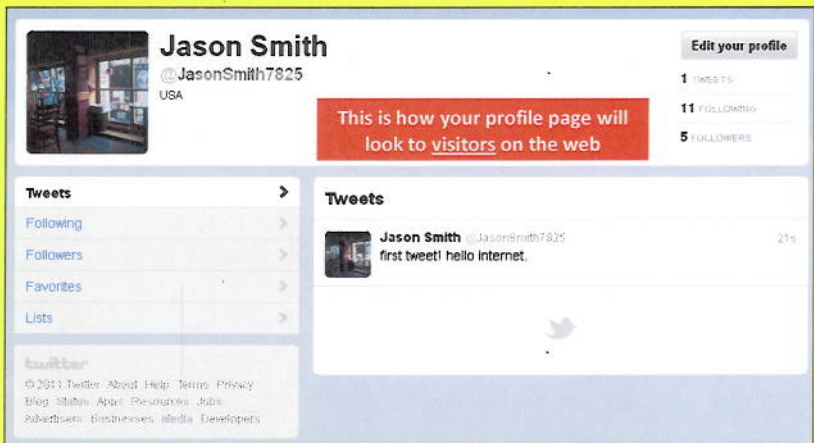 Jason Smith
@JasonSmith7825
USA
This is how your profile page will
look to visitors on the web
Edit your profile
1 TWEETS
11 FOLLOWING
5 FOLLOWERS
Tweets
Following
Followers
Favorites
Lists
Tweets
Jason Smith @JasonSmith7825 21s
first tweet! hello internet.
twitter
© 2011 Twitter About Help Terms Privacy
Blog Status Apps Resources Jobs
Advertisers Businesses Media Developers